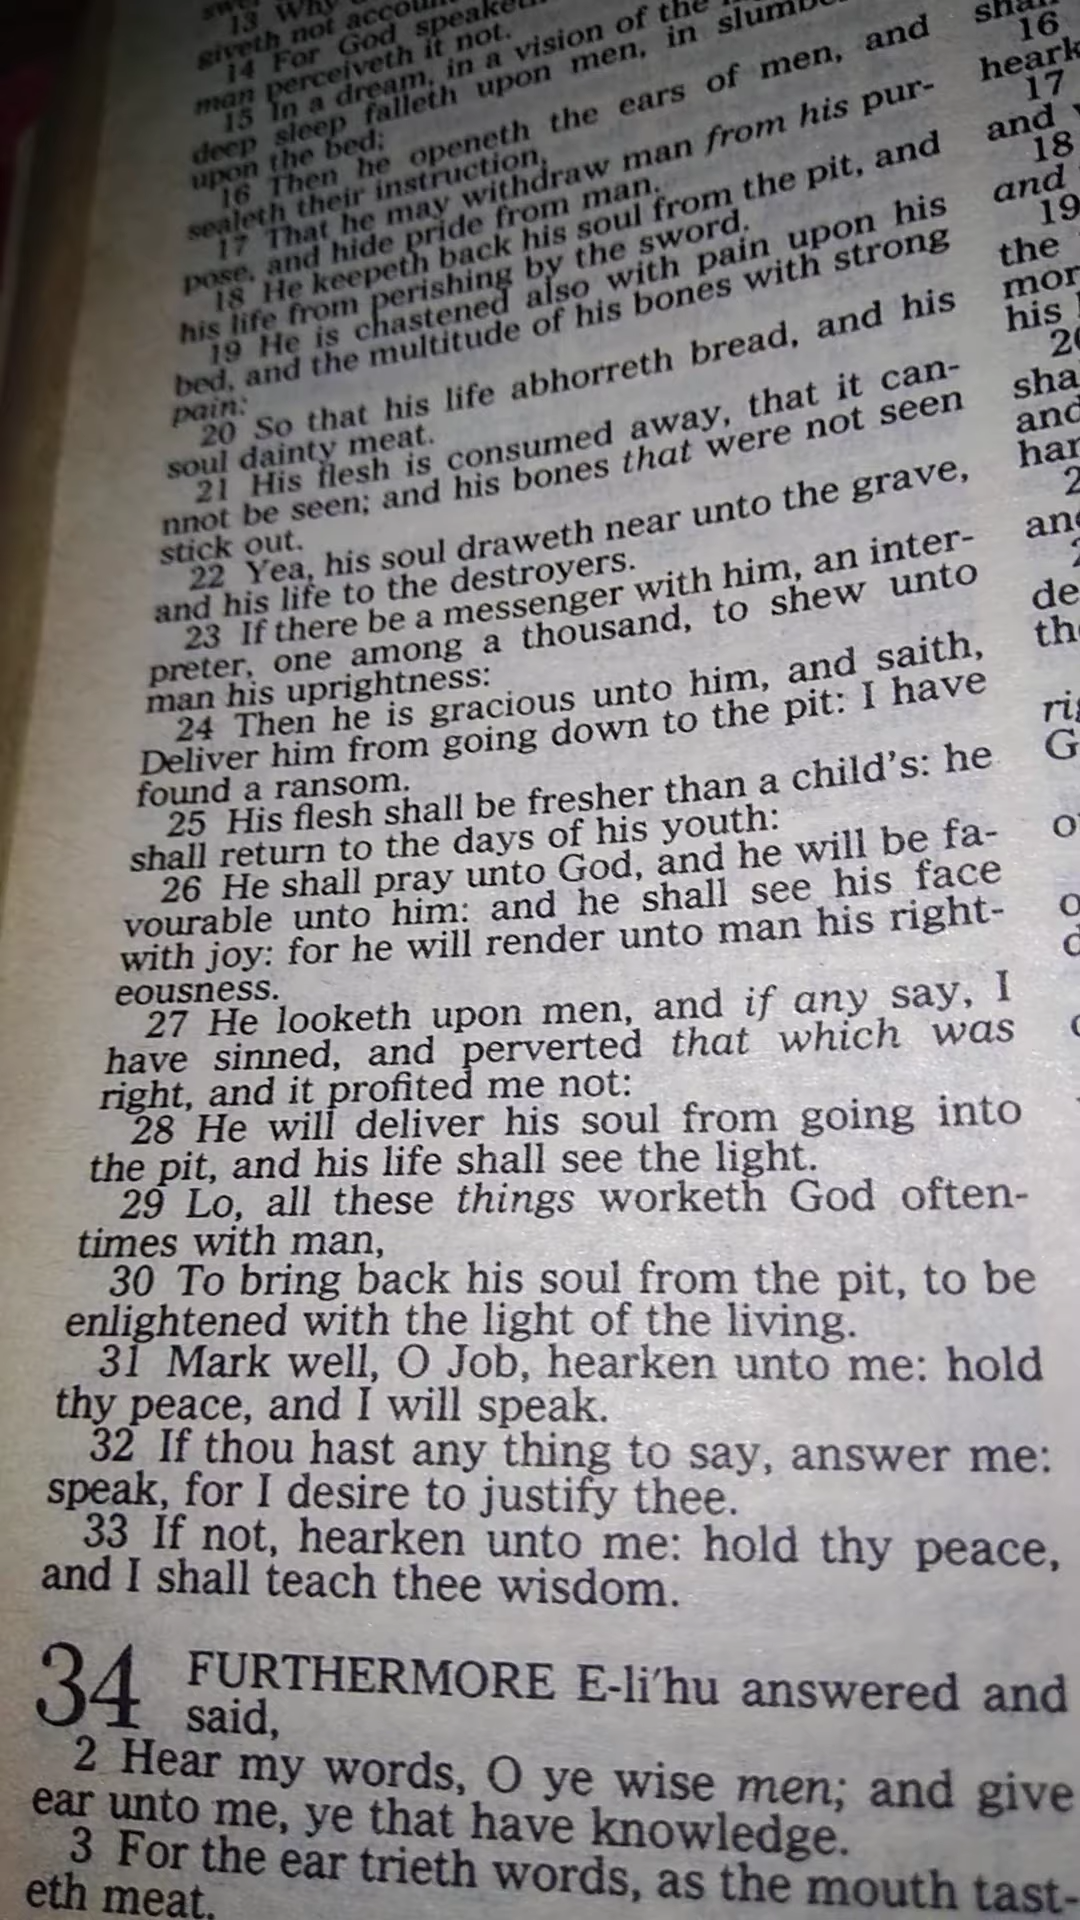 13 Why
giveth not accoun
14 For God speake
man perceiveth it not.
15 In a dream, in a vision of the
deep sleep falleth upon men, in slumbe
upon the bed;
16 Then he openeth the ears of men, and
sealeth their instruction,
17 That he may withdraw man from his pur-
pose, and hide pride from man.
18 He keepeth back his soul from the pit, and
his life from perishing by the sword.
19 He is chastened also with pain upon his
bed, and the multitude of his bones with strong
pain:
20 So that his life abhorreth bread, and his
soul dainty meat.
21 His flesh is consumed away, that it can-
nnot be seen; and his bones that were not seen
stick out.
22 Yea, his soul draweth near unto the grave,
and his life to the destroyers.
23 If there be a messenger with him, an inter-
preter, one among a thousand, to shew unto
man his uprightness:
24 Then he is gracious unto him, and saith,
Deliver him from going down to the pit: I have
found a ransom.
25 His flesh shall be fresher than a child's: he
shall return to the days of his youth:
26 He shall pray unto God, and he will be fa-
vourable unto him: and he shall see his face
with joy: for he will render unto man his right-
eousness.
27 He looketh upon men, and if any say, I
have sinned, and perverted that which was
right, and it profited me not:
28 He will deliver his soul from going into
the pit, and his life shall see the light.
29 Lo, all these things worketh God often-
times with man,
30 To bring back his soul from the pit, to be
enlightened with the light of the living.
31 Mark well, O Job, hearken unto me: hold
thy peace, and I will speak.
32 If thou hast any thing to say, answer me:
speak, for I desire to justify thee.
33 If not, hearken unto me: hold thy peace,
and I shall teach thee wisdom.
34 FURTHERMORE E-li'hu answered and
said,
2 Hear my words, O ye wise men; and give
ear unto me, ye that have knowledge.
3 For the ear trieth words, as the mouth tast-
eth meat.
16
heark
17
and
18
and
19
the
mor
his
20
sha
and
har
2
and
de
the
G